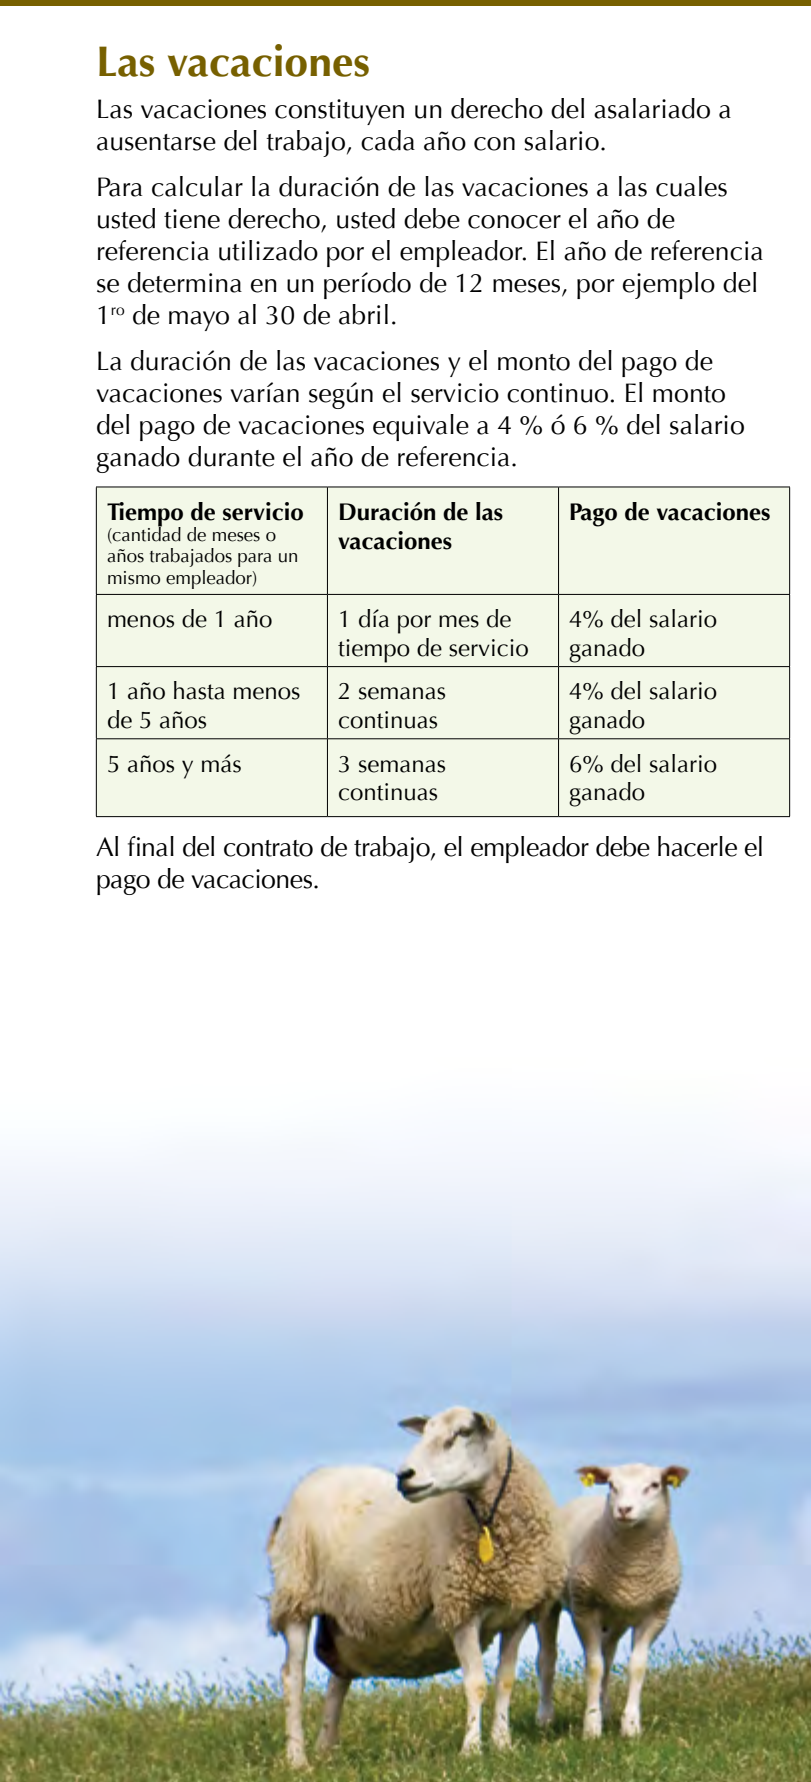 Las vacaciones
Las vacaciones constituyen un derecho del asalariado a
ausentarse del trabajo, cada año con salario.
Para calcular la duración de las vacaciones a las cuales
usted tiene derecho, usted debe conocer el año de
referencia utilizado por el empleador. El año de referencia
se determina en un período de 12 meses, por ejemplo del
1ro de mayo al 30 de abril.
La duración de las vacaciones y el monto del pago de
vacaciones varían según el servicio continuo. El monto
del pago de vacaciones equivale a 4 % ó 6 % del salario
ganado durante el año de referencia.
Tiempo de servicio
(cantidad de meses o
años trabajados para un
mismo empleador)
Duración de las
vacaciones
Pago de vacaciones
menos de 1 año
1 día por mes de
tiempo de servicio
4% del salario
ganado
1 año hasta menos
de 5 años
2 semanas
continuas
4% del salario
ganado
5 años y más
3 semanas
continuas
6% del salario
ganado
Al final del contrato de trabajo, el empleador debe hacerle el
pago de vacaciones.